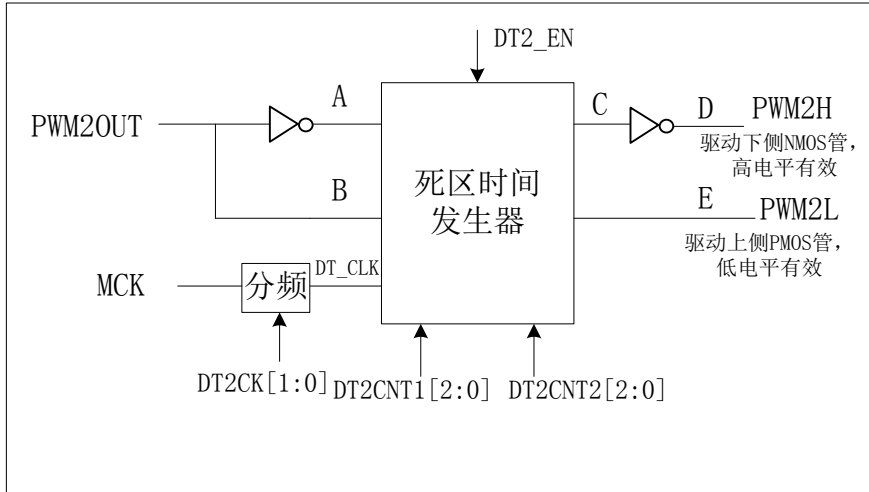 DT2_EN
A
C
D
PWM2H
PWM2OUT
驱动下侧NMOS管,
高电平有效
死区时间
发生器
B
E
PWM2L
驱动上侧PMOS管,
低电平有效
DT_CLK
MCK
分频
DT2CK[1:0]
DT2CNT1[2:0]
DT2CNT2[2:0]